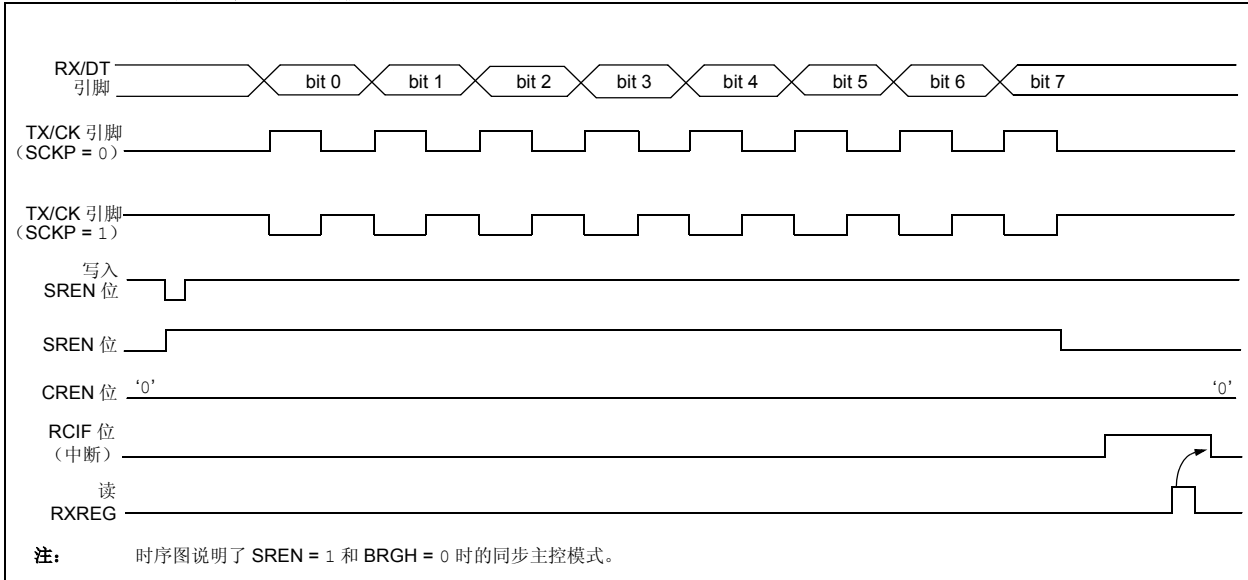 RX/DT
引脚
bit 0 bit 1 bit 2 bit 3 bit 4 bit 5 bit 6 bit 7
TX/CK 引脚
（SCKP = 0）
TX/CK 引脚
（SCKP = 1）
写入
SREN 位
SREN 位
CREN 位 ‘0’ ‘0’
RCIF 位
（中断）
读
RXREG
注： 时序图说明了 SREN = 1 和 BRGH = 0 时的同步主控模式。